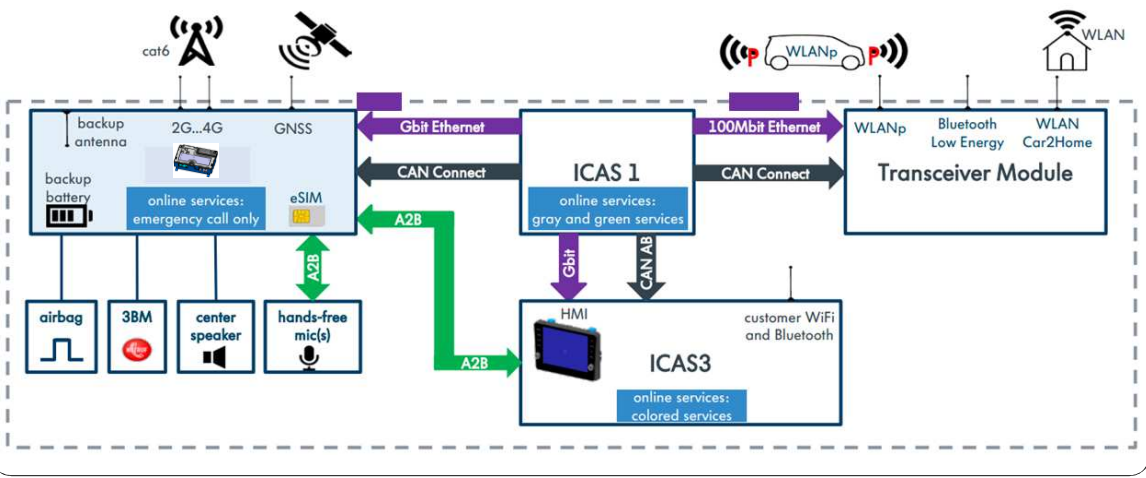 cat6
WLANp
WLAN
P
P
backup
antenna
2G...4G
GNSS
backup
battery
online services:
emergency call only
eSIM
Gbit Ethernet
CAN Connect
A2B
ICAS 1
online services:
gray and green services
100Mbit Ethernet
CAN Connect
WLANp
Bluetooth
Low Energy
WLAN
Car2Home
Transceiver Module
A2B
Gbit
CAN AB
airbag
3BM
center
speaker
hands-free
mic(s)
A2B
HMI
ICAS3
customer WiFi
and Bluetooth
online services:
colored services